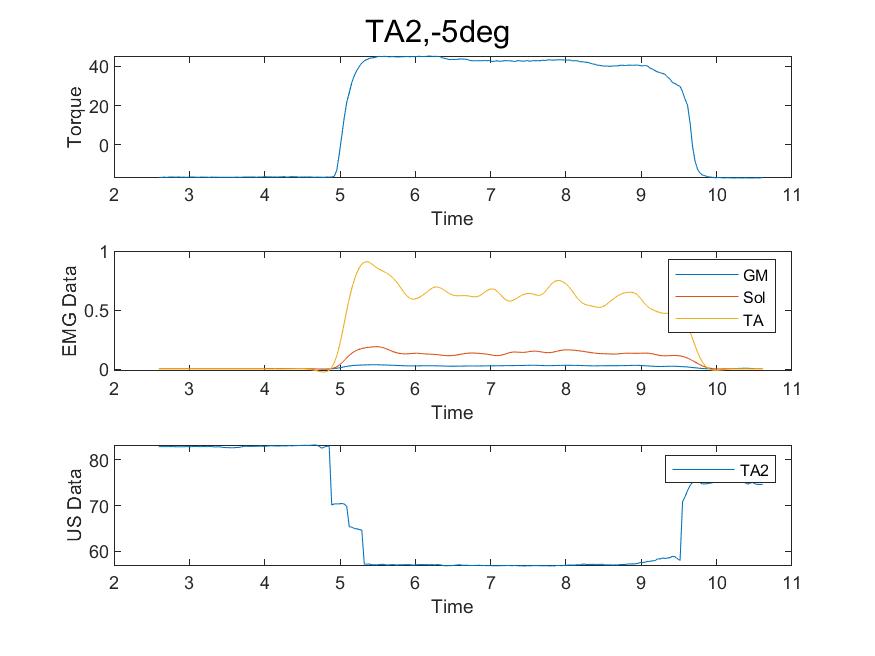 TA2,-5deg
40
20
0
Torque
2 3 4 5 6 7 8 9 10 11
Time
1
0.5
0
EMG Data
GM
Sol
TA
2 3 4 5 6 7 8 9 10 11
Time
80
70
60
US Data
TA2
2 3 4 5 6 7 8 9 10 11
Time